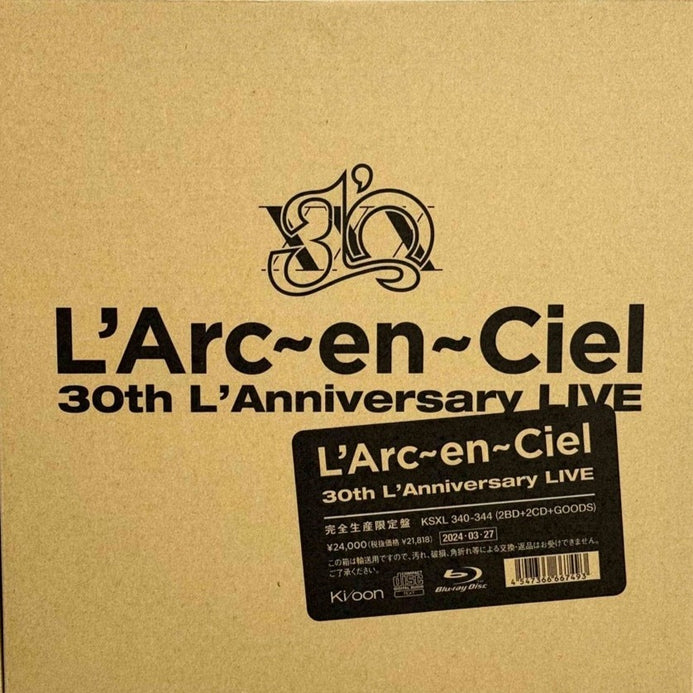 L'Arc~en~Ciel
30th L'Anniversary LIVE
L'Arc~en~Ciel
30th L'Anniversary LIVE
完全生産限定盤 KSXL 340-344 (2BD+2CD+GOODS)
¥24,000(税抜価格 ¥21,818) 2024・03・27
この箱は輸送用ですので、汚れ、破損、角折れ等による交換・返品はお受けできません。
ご了承ください。
Ki/oon COMPACT disc DIGITAL AUDIO Blu-ray Disc 4 547366 667493